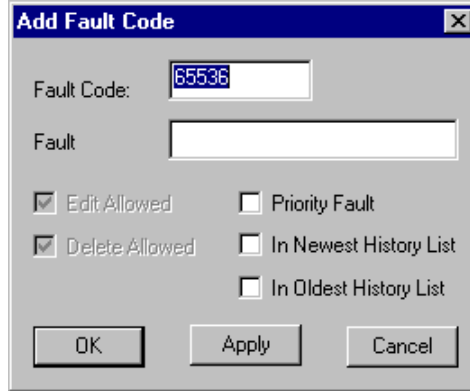 Add Fault Code
Fault Code: 65536
Fault
Edit Allowed Priority Fault
Delete Allowed In Newest History List
In Oldest History List
OK Apply Cancel